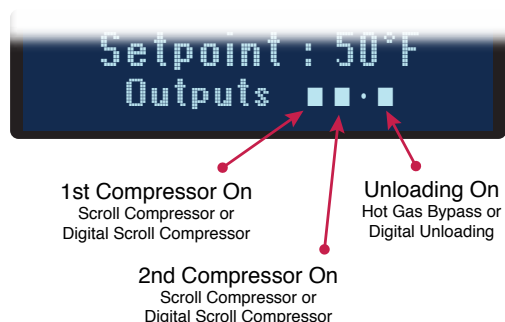 Setpoint : 50°F
Outputs ■■·■
1st Compressor On
Scroll Compressor or
Digital Scroll Compressor
Unloading On
Hot Gas Bypass or
Digital Unloading
2nd Compressor On
Scroll Compressor or
Digital Scroll Compressor